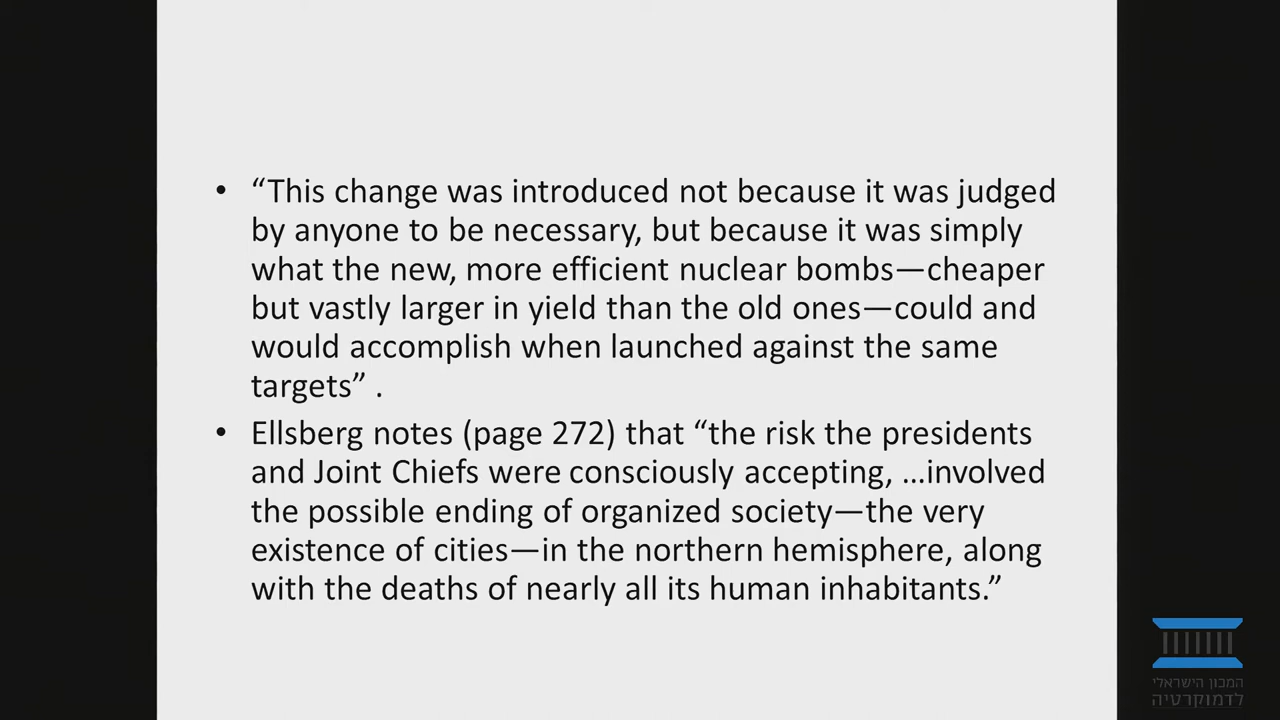 • “This change was introduced not because it was judged
by anyone to be necessary, but because it was simply
what the new, more efficient nuclear bombs—cheaper
but vastly larger in yield than the old ones—could and
would accomplish when launched against the same
targets” .
• Ellsberg notes (page 272) that “the risk the presidents
and Joint Chiefs were consciously accepting, …involved
the possible ending of organized society—the very
existence of cities—in the northern hemisphere, along
with the deaths of nearly all its human inhabitants.”
המכון הישראלי
לדמוקרטיה